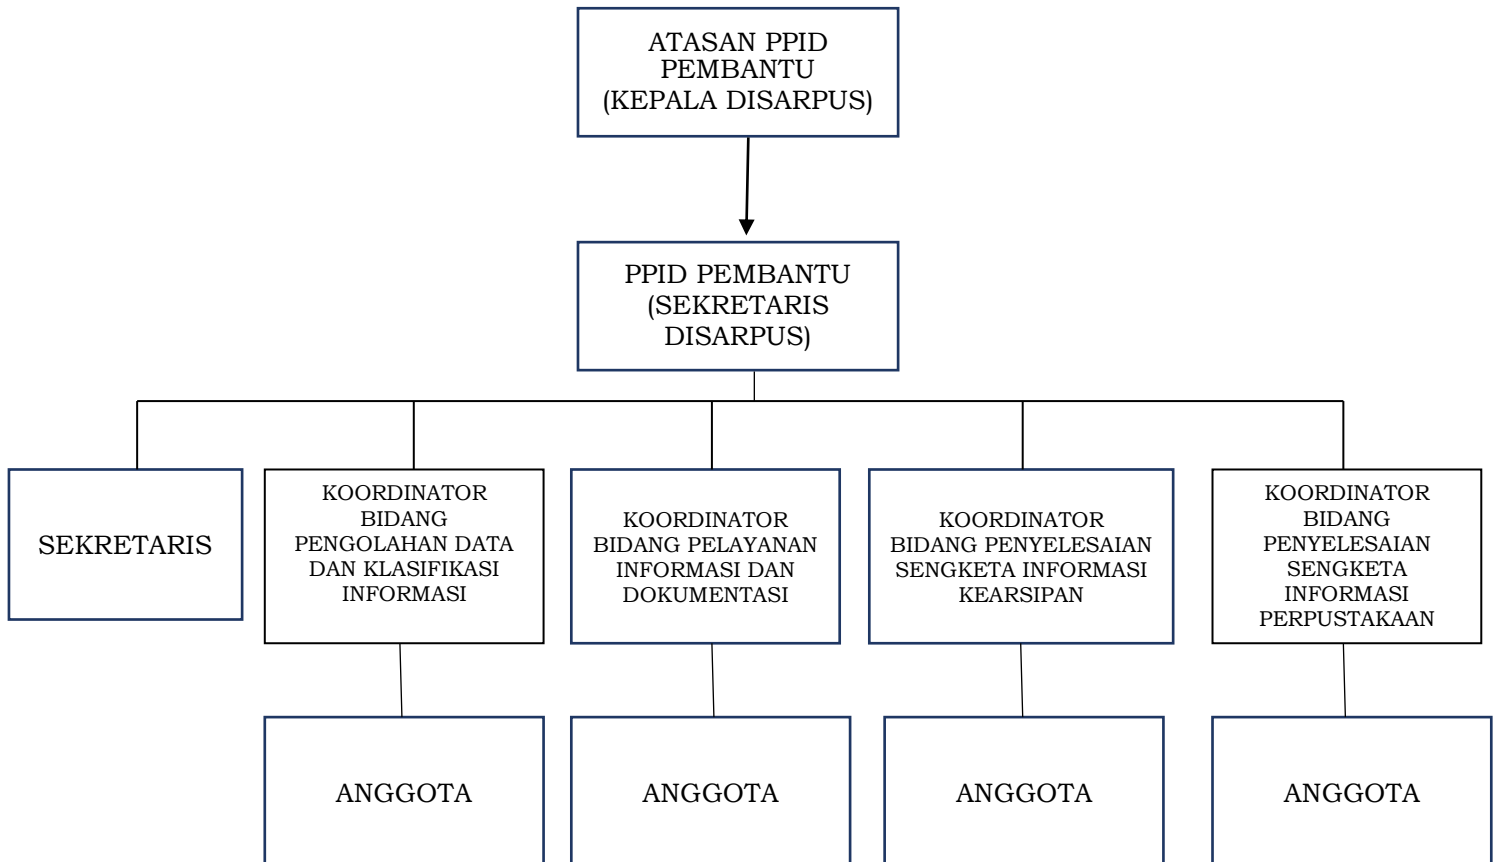 ATASAN PPID
PEMBANTU
(KEPALA DISARPUS)
PPID PEMBANTU
(SEKRETARIS
DISARPUS)
SEKRETARIS
KOORDINATOR
BIDANG
PENGOLAHAN DATA
DAN KLASIFIKASI
INFORMASI
KOORDINATOR
BIDANG PELAYANAN
INFORMASI DAN
DOKUMENTASI
KOORDINATOR
BIDANG PENYELESAIAN
SENGKETA INFORMASI
KEARSIPAN
KOORDINATOR
BIDANG
PENYELESAIAN
SENGKETA
INFORMASI
PERPUSTAKAAN
ANGGOTA
ANGGOTA
ANGGOTA
ANGGOTA